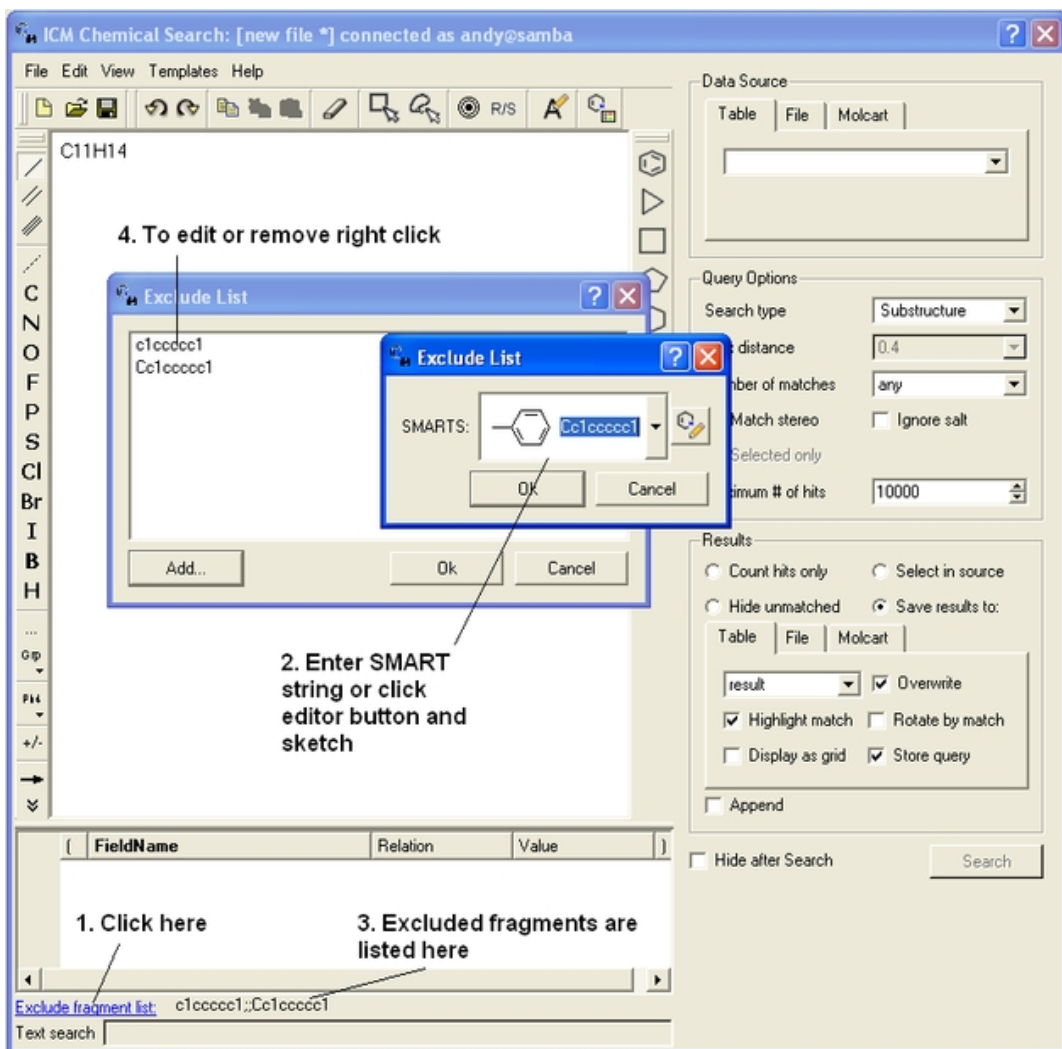 ICM Chemical Search: [new file *] connected as andy@samba
File Edit View Templates Help
R/S
C11H14
4. To edit or remove right click
C
N
O
F
P
S
Cl
Br
I
B
H
...
Grp
+/-
Exclude List
c1ccccc1
Cc1ccccc1
Add...
Ok
Cancel
Exclude List
SMARTS:
Cc1ccccc1
Ok
Cancel
2. Enter SMART
string or click
editor button and
sketch
Data Source
Table File Molcart
Query Options
Search type Substructure
distance 0.4
of matches any
Match stereo Ignore salt
Selected only
# of hits 10000
Results
Count hits only Select in source
Hide unmatched Save results to:
Table File Molcart
result Overwrite
Highlight match Rotate by match
Display as grid Store query
Append
Hide after Search Search
( FieldName Relation Value )
1. Click here
3. Excluded fragments are
listed here
Exclude fragment list: c1ccccc1;;Cc1ccccc1
Text search